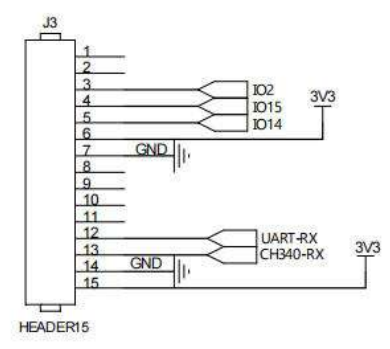 J3
1
2
3 IO2
4 IO15
5 IO14
3V3
6
7 GND
8
9
10
11
12 UART-RX
13 CH340-RX
3V3
14 GND
15
HEADER15